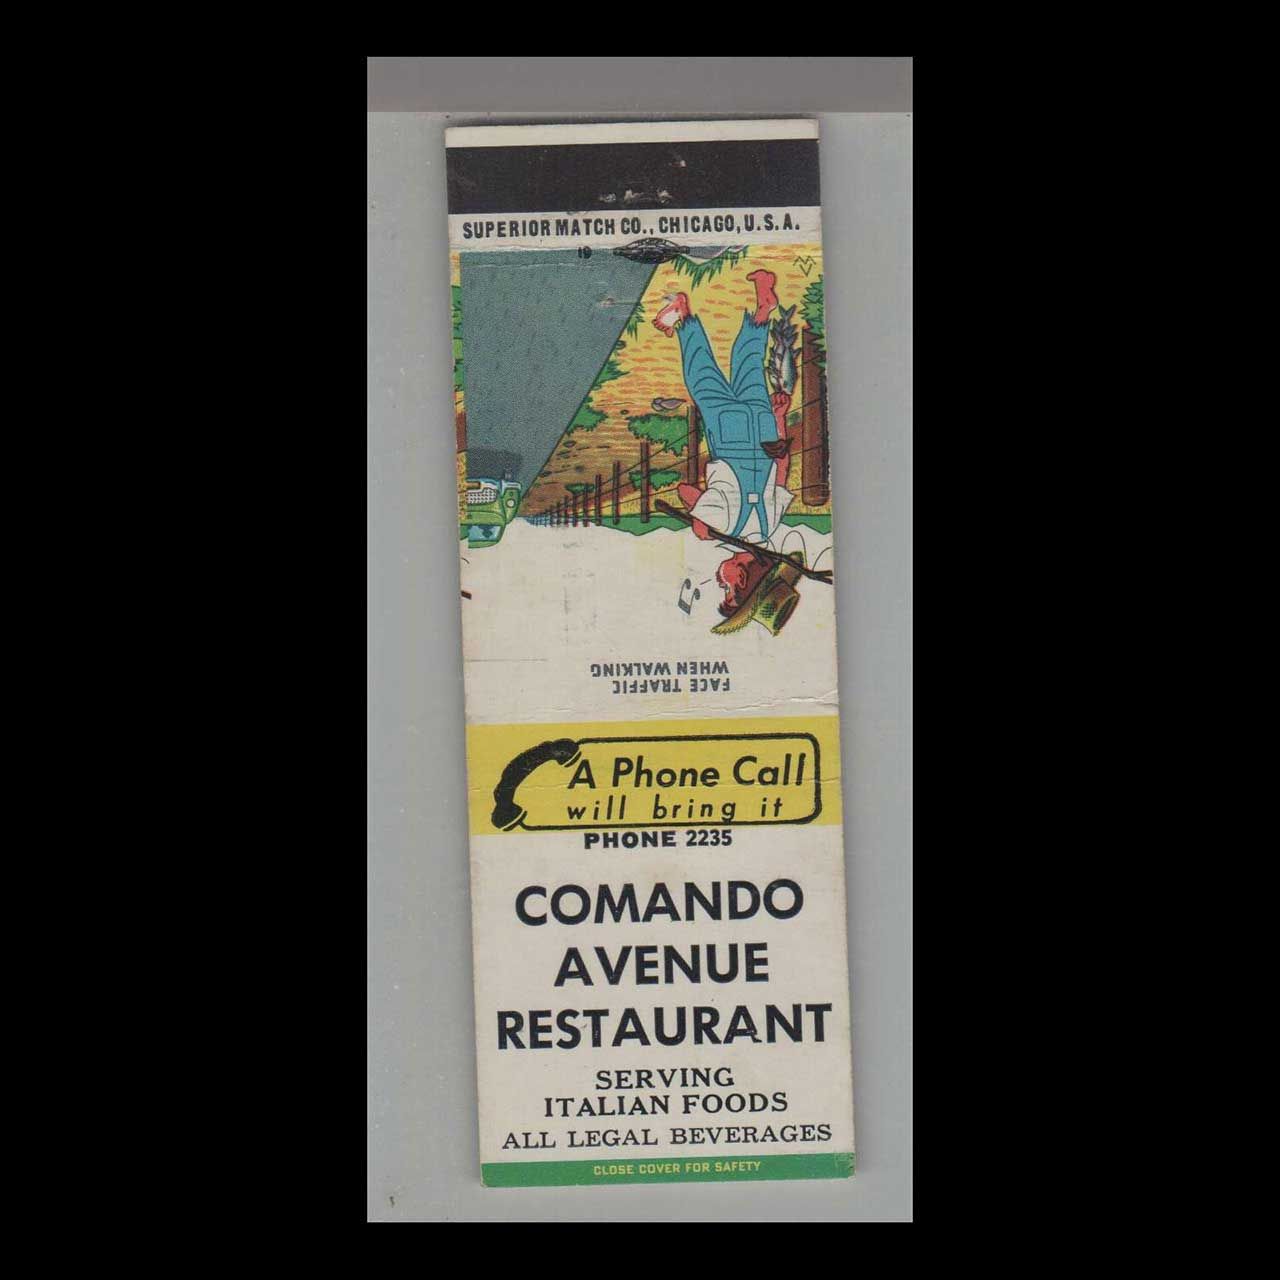 SUPERIOR MATCH CO., CHICAGO, U.S.A.
19
FACE TRAFFIC
WHEN WALKING
A Phone Call
will bring it
PHONE 2235
COMANDO
AVENUE
RESTAURANT
SERVING
ITALIAN FOODS
ALL LEGAL BEVERAGES
CLOSE COVER FOR SAFETY